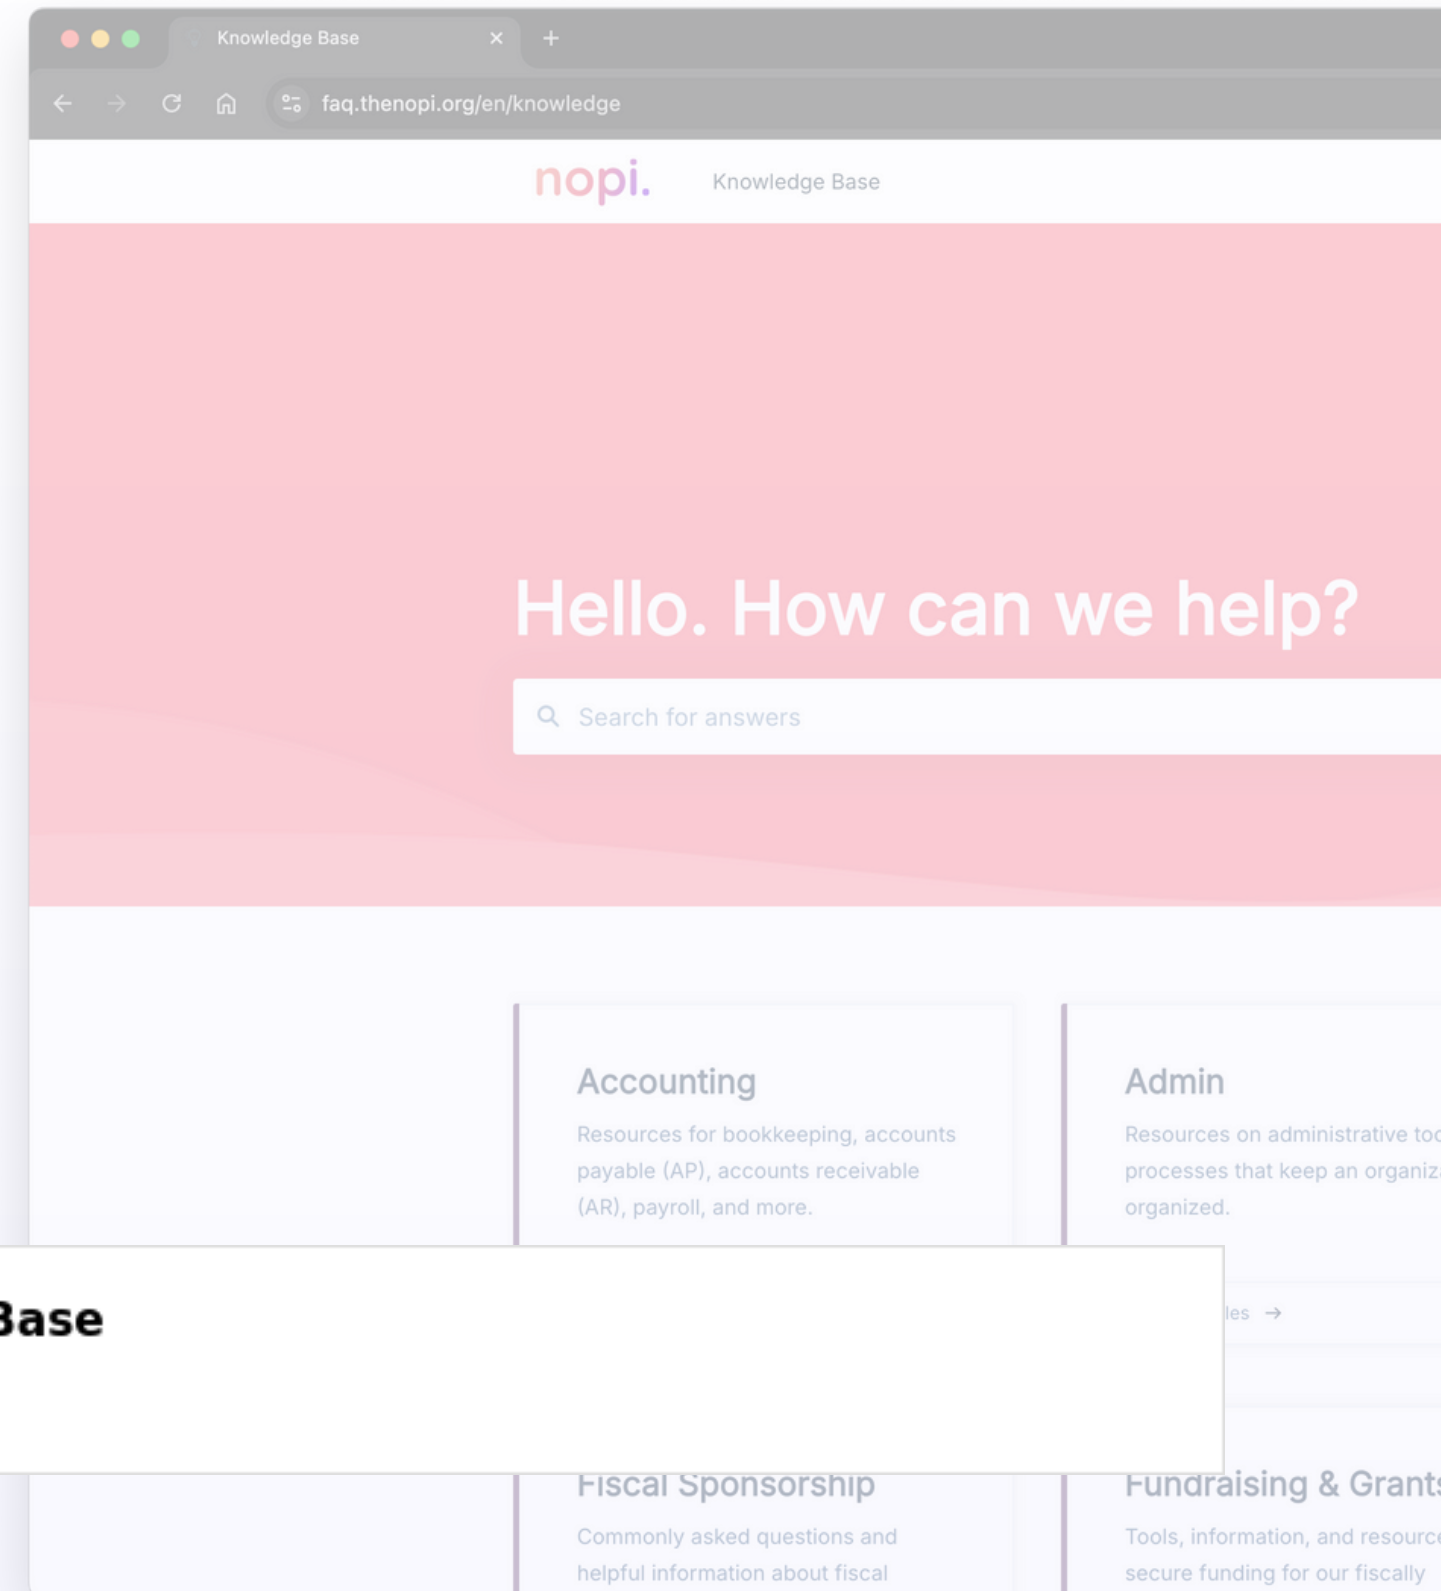 Knowledge Base
faq.thenopi.org/en/knowledge
nopi. Knowledge Base
Hello. How can we help?
Search for answers
Accounting
Resources for bookkeeping, accounts
payable (AP), accounts receivable
(AR), payroll, and more.
Admin
Resources on administrative
processes that keep an
organized.
Base
Fiscal Sponsorship
Commonly asked questions and
helpful information about fiscal
Fundraising & Grants
Tools, information, and
secure funding for our fiscally